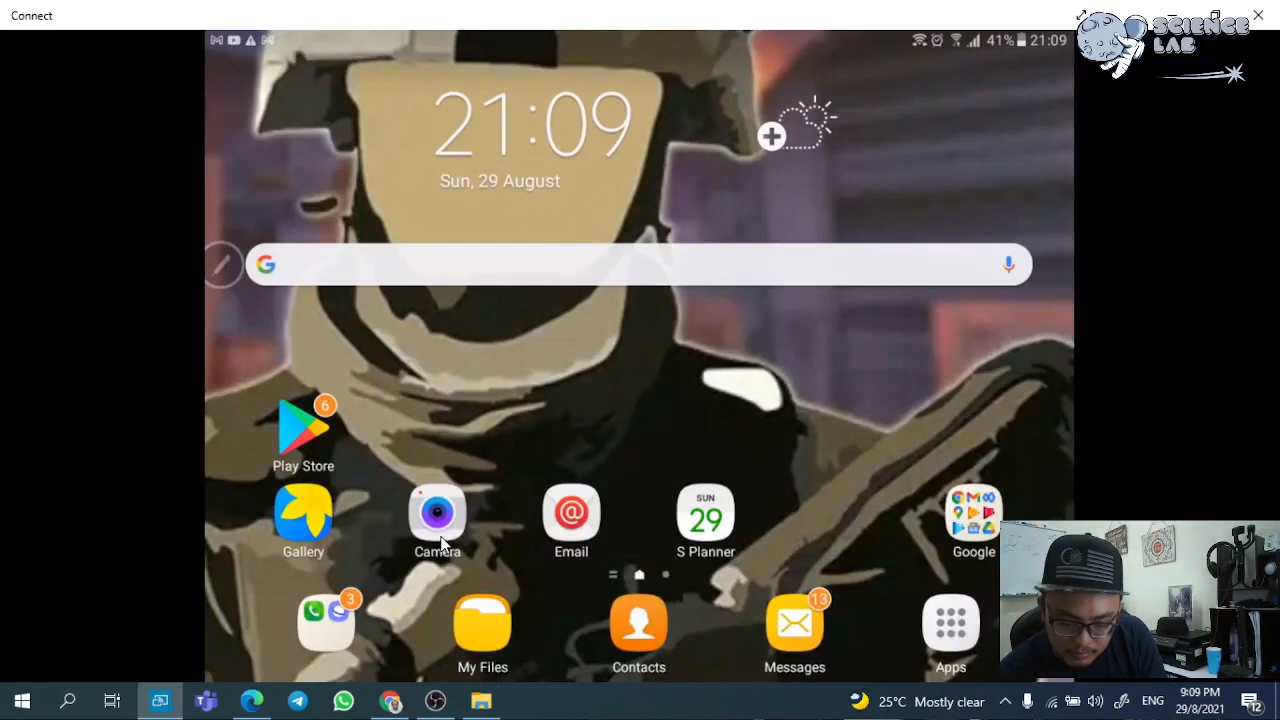 Connect
SCIENCE
LAB
41% 21:09
21:09
Sun, 29 August
G
6
Play Store
Gallery
Camera
@
Email
SUN
29
S Planner
Google
3
My Files
Contacts
13
Messages
Apps
25°C Mostly clear
ENG
9:09 PM
29/8/2021
12